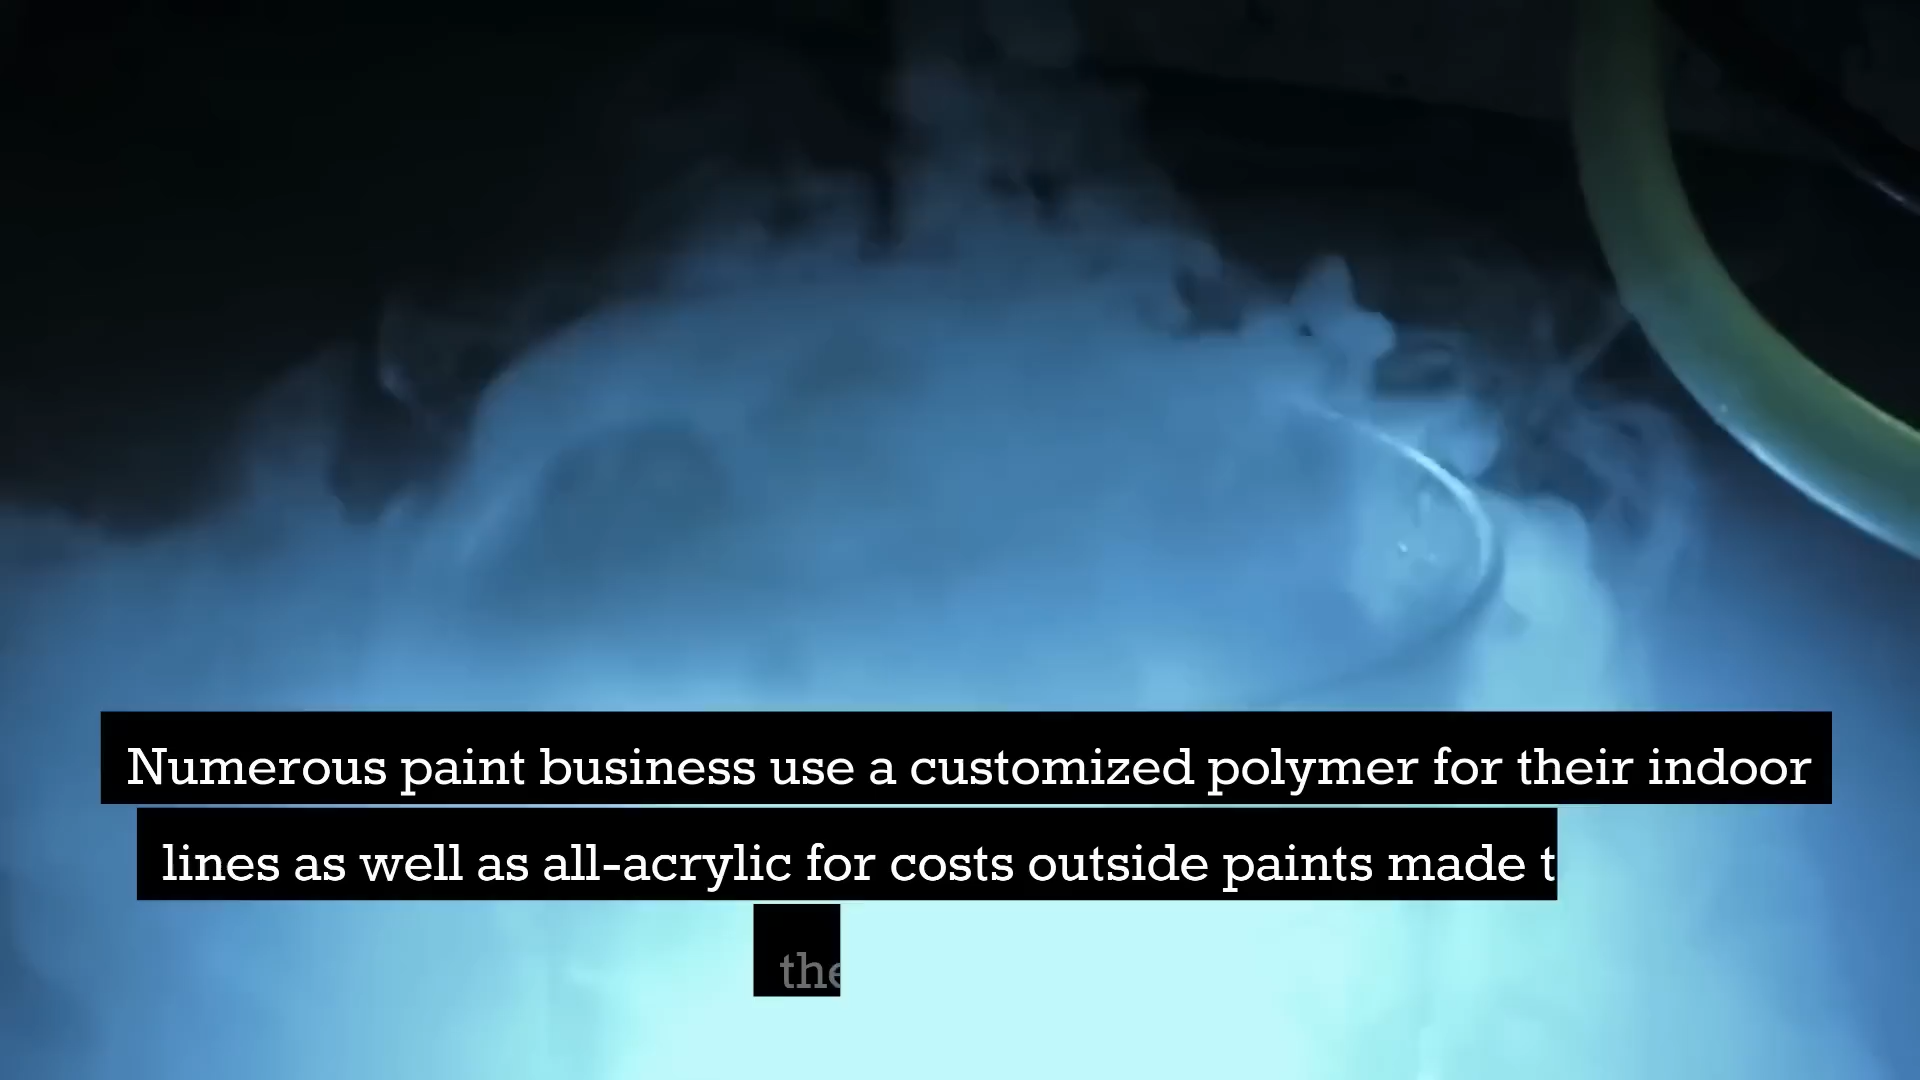 Numerous paint business use a customized polymer for their indoor
lines as well as all-acrylic for costs outside paints made t
the